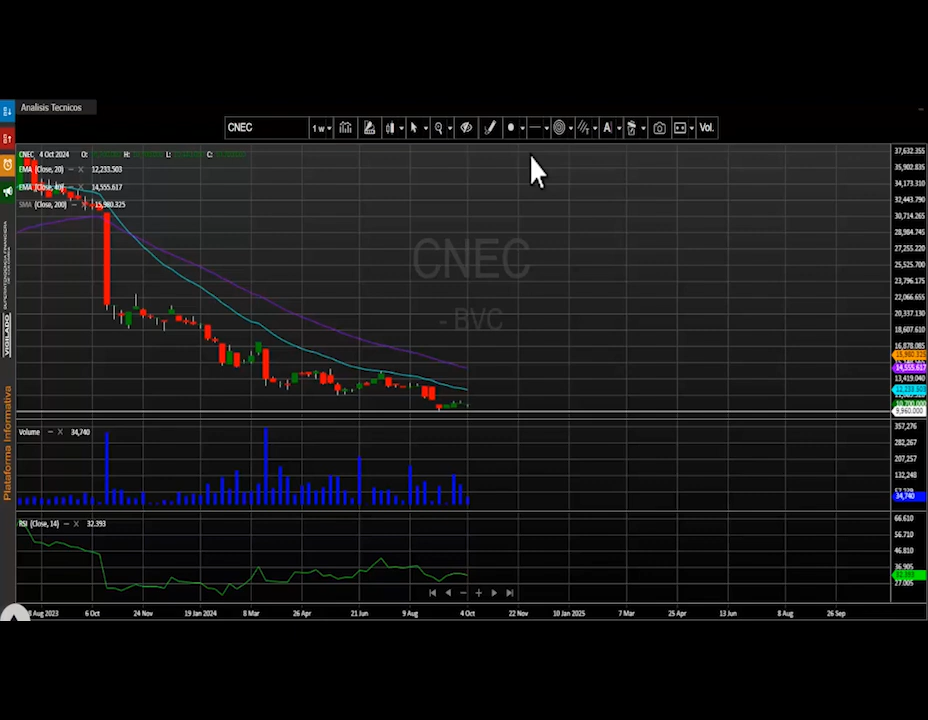 Analisis Tecnicos
CNEC 1 w A Vol.
CNEC 4 Oct 2024 O: H: L: C:
EMA (Close, 20) 12,233.503
EMA (Close, 40) 14,555.617
SMA (Close, 200) 15,980.325
CNEC
- BVC
37,632.355
35,902.835
34,173.310
32,443.790
30,714.265
28,984.745
27,255.220
25,525.700
23,796.175
22,066.655
20,337.130
18,607.610
16,878.085
15,980.325
14,555.617
13,419.040
9,960.000
Volume 34,740
357,276
282,267
207,257
132,248
34,740
RSI (Close, 14) 32.393
66.610
56.710
46.810
36.905
27.005
Aug 2023 6 Oct 24 Nov 19 Jan 2024 8 Mar 26 Apr 21 Jun 9 Aug 4 Oct 22 Nov 10 Jan 2025 7 Mar 25 Apr 13 Jun 8 Aug 26 Sep
VIGILADO
Plataforma Informativa